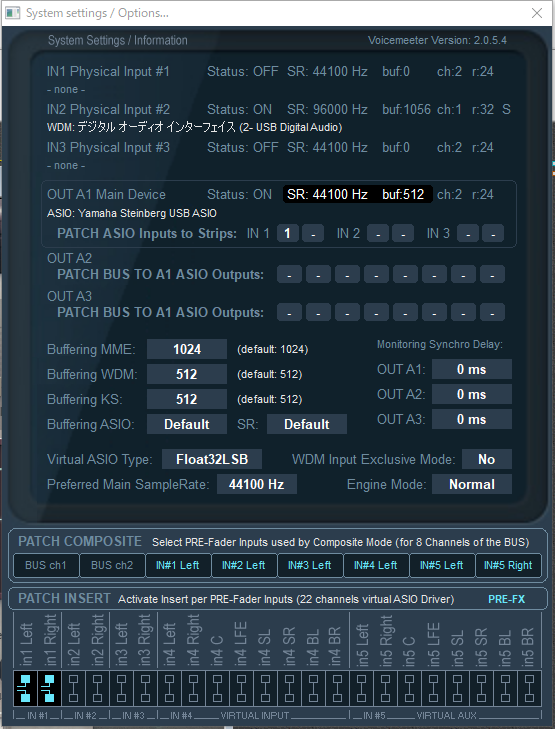 System settings / Options...
System Settings / Information Voicemeeter Version: 2.0.5.4
IN1 Physical Input #1 Status: OFF SR: 44100 Hz buf:0 ch:2 r:24
- none -
IN2 Physical Input #2 Status: ON SR: 96000 Hz buf:1056 ch:1 r:32 S
WDM: デジタル オーディオ インターフェイス (2- USB Digital Audio)
IN3 Physical Input #3 Status: OFF SR: 44100 Hz buf:0 ch:2 r:24
- none -
OUT A1 Main Device Status: ON SR: 44100 Hz buf:512 ch:2 r:24
ASIO: Yamaha Steinberg USB ASIO
PATCH ASIO Inputs to Strips: IN 1 1 - IN 2 - - IN 3 - -
OUT A2
PATCH BUS TO A1 ASIO Outputs: - - - - - - - -
OUT A3
PATCH BUS TO A1 ASIO Outputs: - - - - - - - -
Buffering MME: 1024 (default: 1024)
Buffering WDM: 512 (default: 512)
Buffering KS: 512 (default: 512)
Buffering ASIO: Default SR: Default
Monitoring Synchro Delay:
OUT A1: 0 ms
OUT A2: 0 ms
OUT A3: 0 ms
Virtual ASIO Type: Float32LSB WDM Input Exclusive Mode: No
Preferred Main SampleRate: 44100 Hz Engine Mode: Normal
PATCH COMPOSITE Select PRE-Fader Inputs used by Composite Mode (for 8 Channels of the BUS)
BUS ch1 BUS ch2 IN#1 Left IN#2 Left IN#3 Left IN#4 Left IN#5 Left IN#5 Right
PATCH INSERT Activate Insert per PRE-Fader Inputs (22 channels virtual ASIO Driver) PRE-FX
in1 Left in1 Right in2 Left in2 Right in3 Left in3 Right in4 Left in4 Right in4 C in4 LFE in4 SL in4 SR in4 BL in4 BR in5 Left in5 Right in5 C in5 LFE in5 SL in5 SR in5 BL in5 BR
IN #1 IN #2 IN #3 IN #4 VIRTUAL INPUT IN #5 VIRTUAL AUX